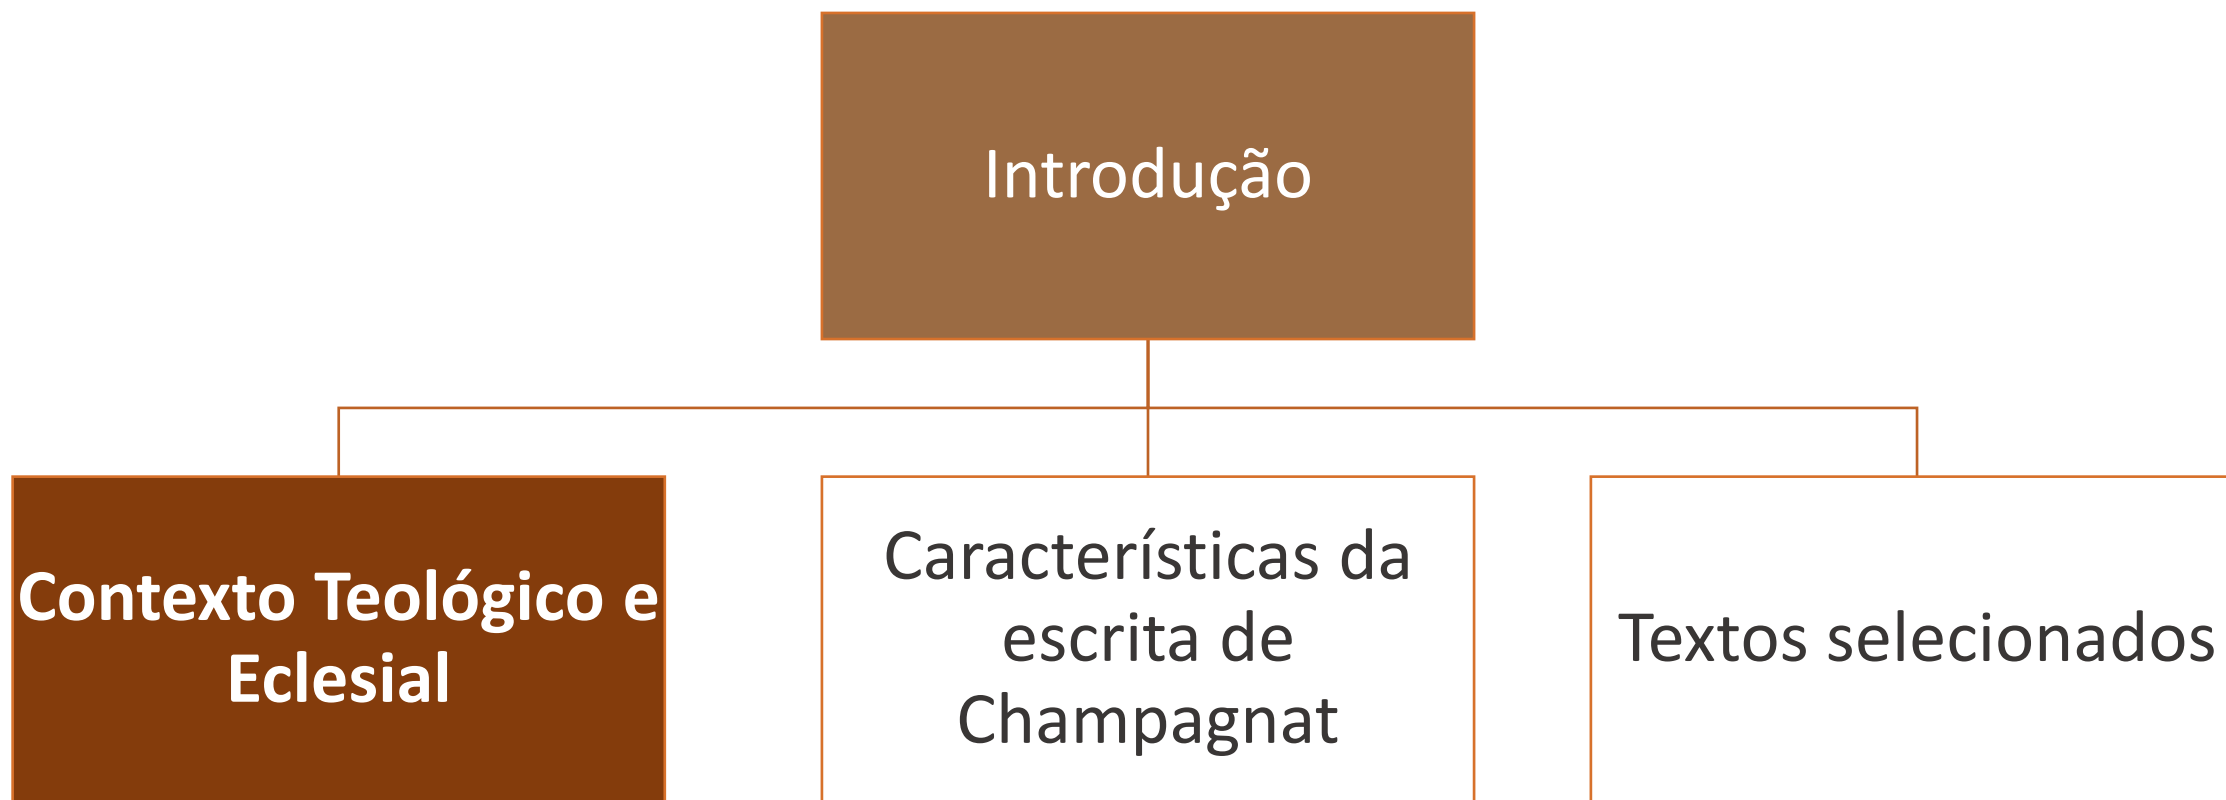 Introdução
Contexto Teológico e
Eclesial
Características da
escrita de
Champagnat
Textos selecionados